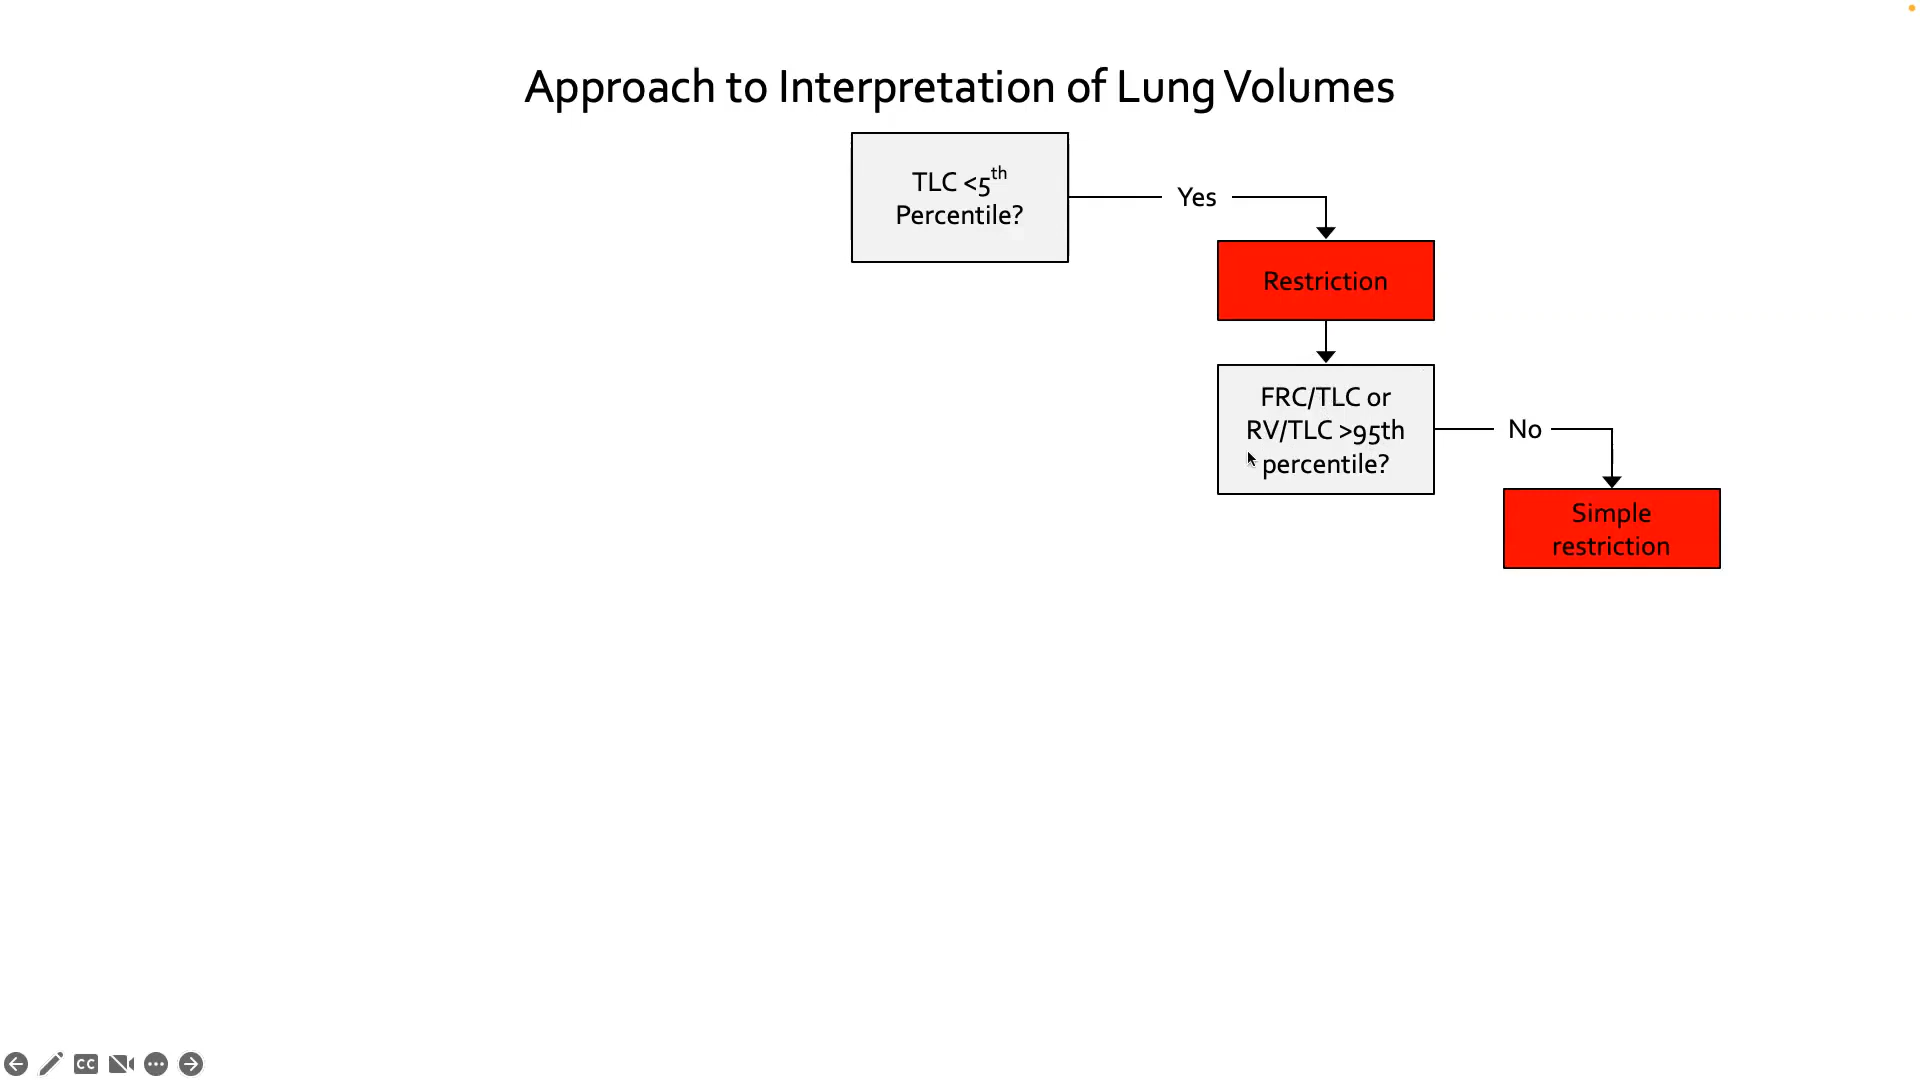 Approach to Interpretation of Lung Volumes
TLC <5th
Percentile?
Yes
Restriction
FRC/TLC or
RV/TLC >95th
percentile?
No
Simple
restriction
CC